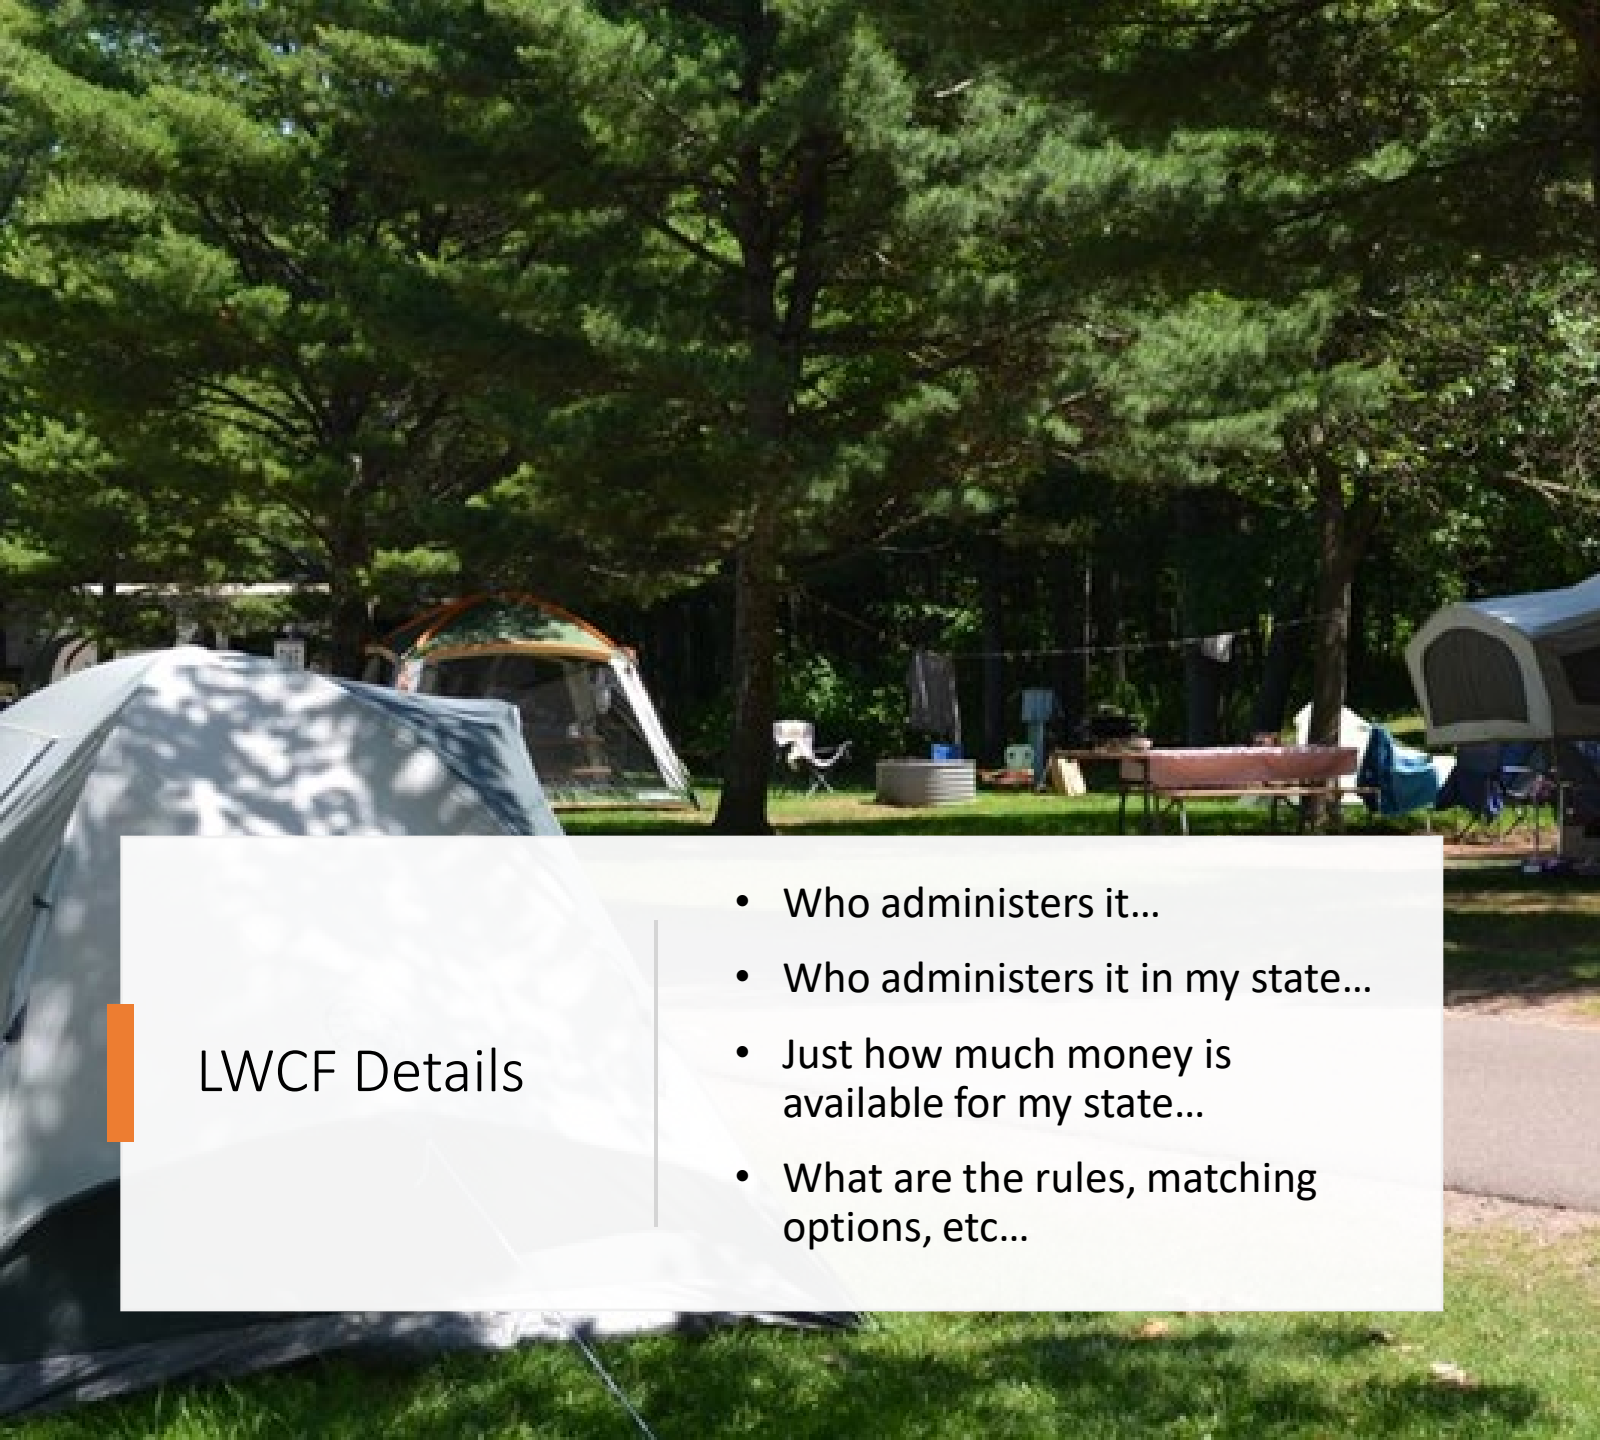 LWCF Details
• Who administers it…
• Who administers it in my state…
• Just how much money is
available for my state…
• What are the rules, matching
options, etc…